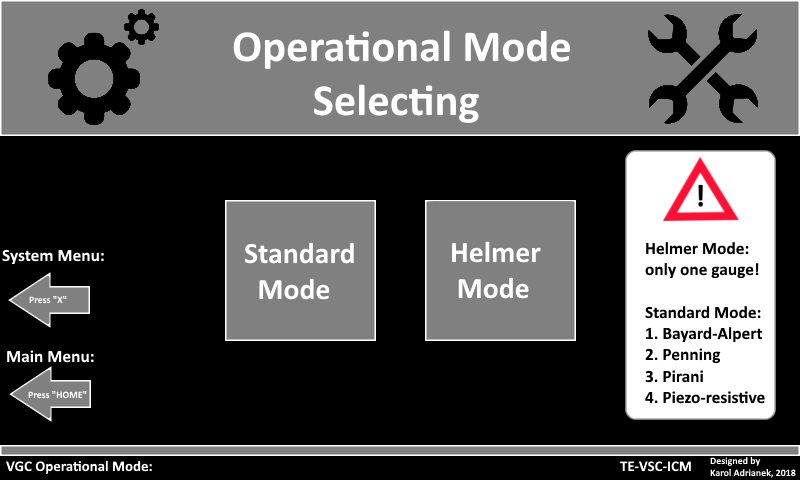 Operational Mode
Selecting
System Menu:
Press "X"
Main Menu:
Press "HOME"
Standard
Mode
Helmer
Mode
!
Helmer Mode:
only one gauge!
Standard Mode:
1. Bayard-Alpert
2. Penning
3. Pirani
4. Piezo-resistive
VGC Operational Mode:
TE-VSC-ICM
Designed by
Karol Adrianek, 2018